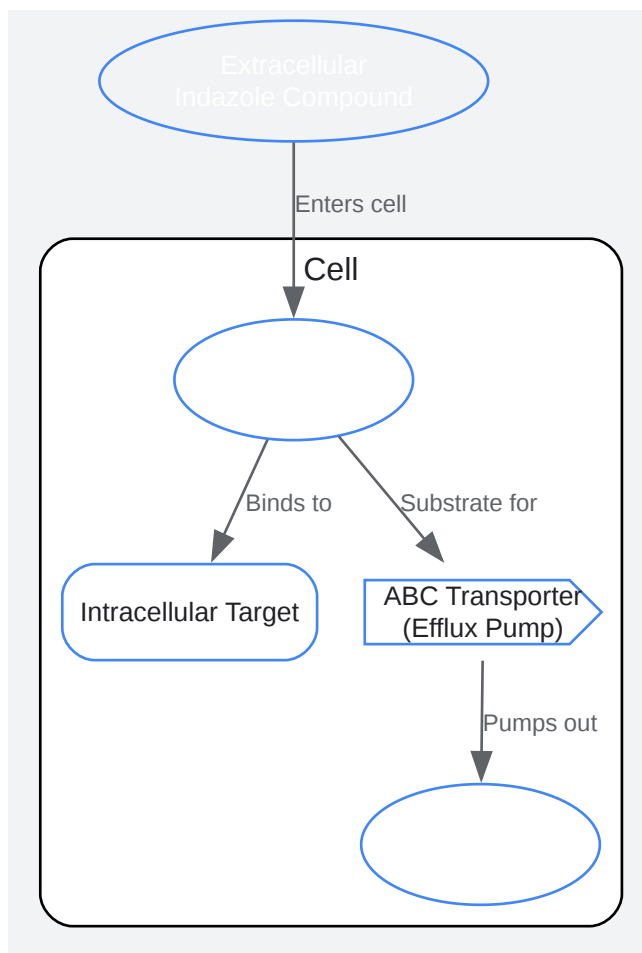 Extracellular
Indazole Compound
Enters cell
Cell
Binds to
Substrate for
Intracellular Target
ABC Transporter
(Efflux Pump)
Pumps out